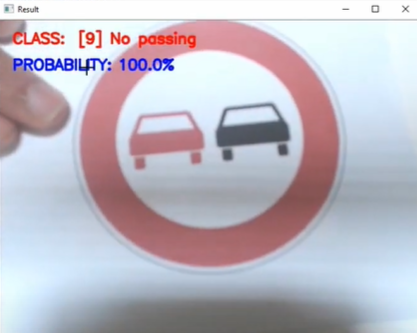 Result
CLASS: [9] No passing
PROBABILITY: 100.0%